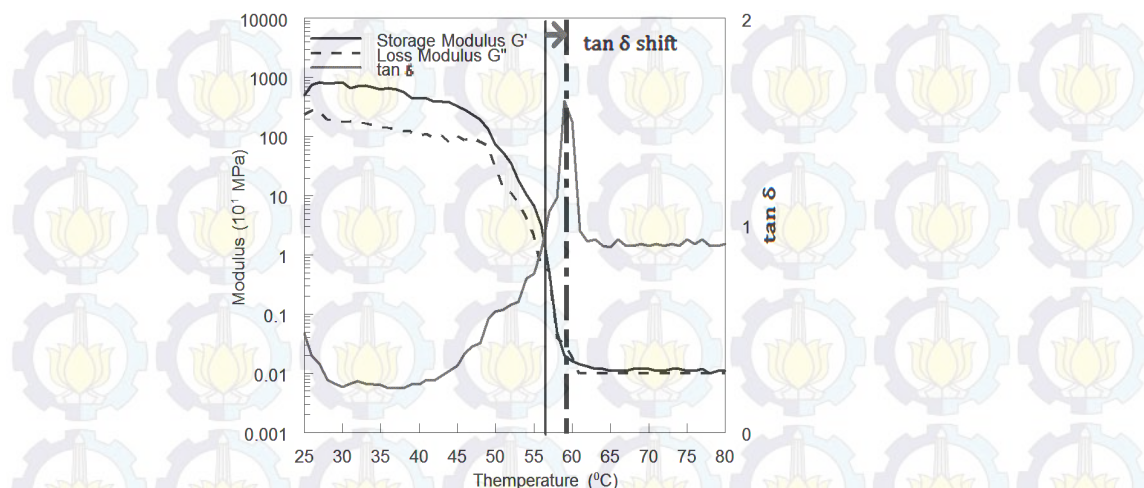 10000
1000
100
10
1
0.1
0.01
0.001
Modulus (10¹ MPa)
Storage Modulus G'
Loss Modulus G"
tan δ
tan δ shift
2
1
0
tan δ
25 30 35 40 45 50 55 60 65 70 75 80
Themperature (⁰C)